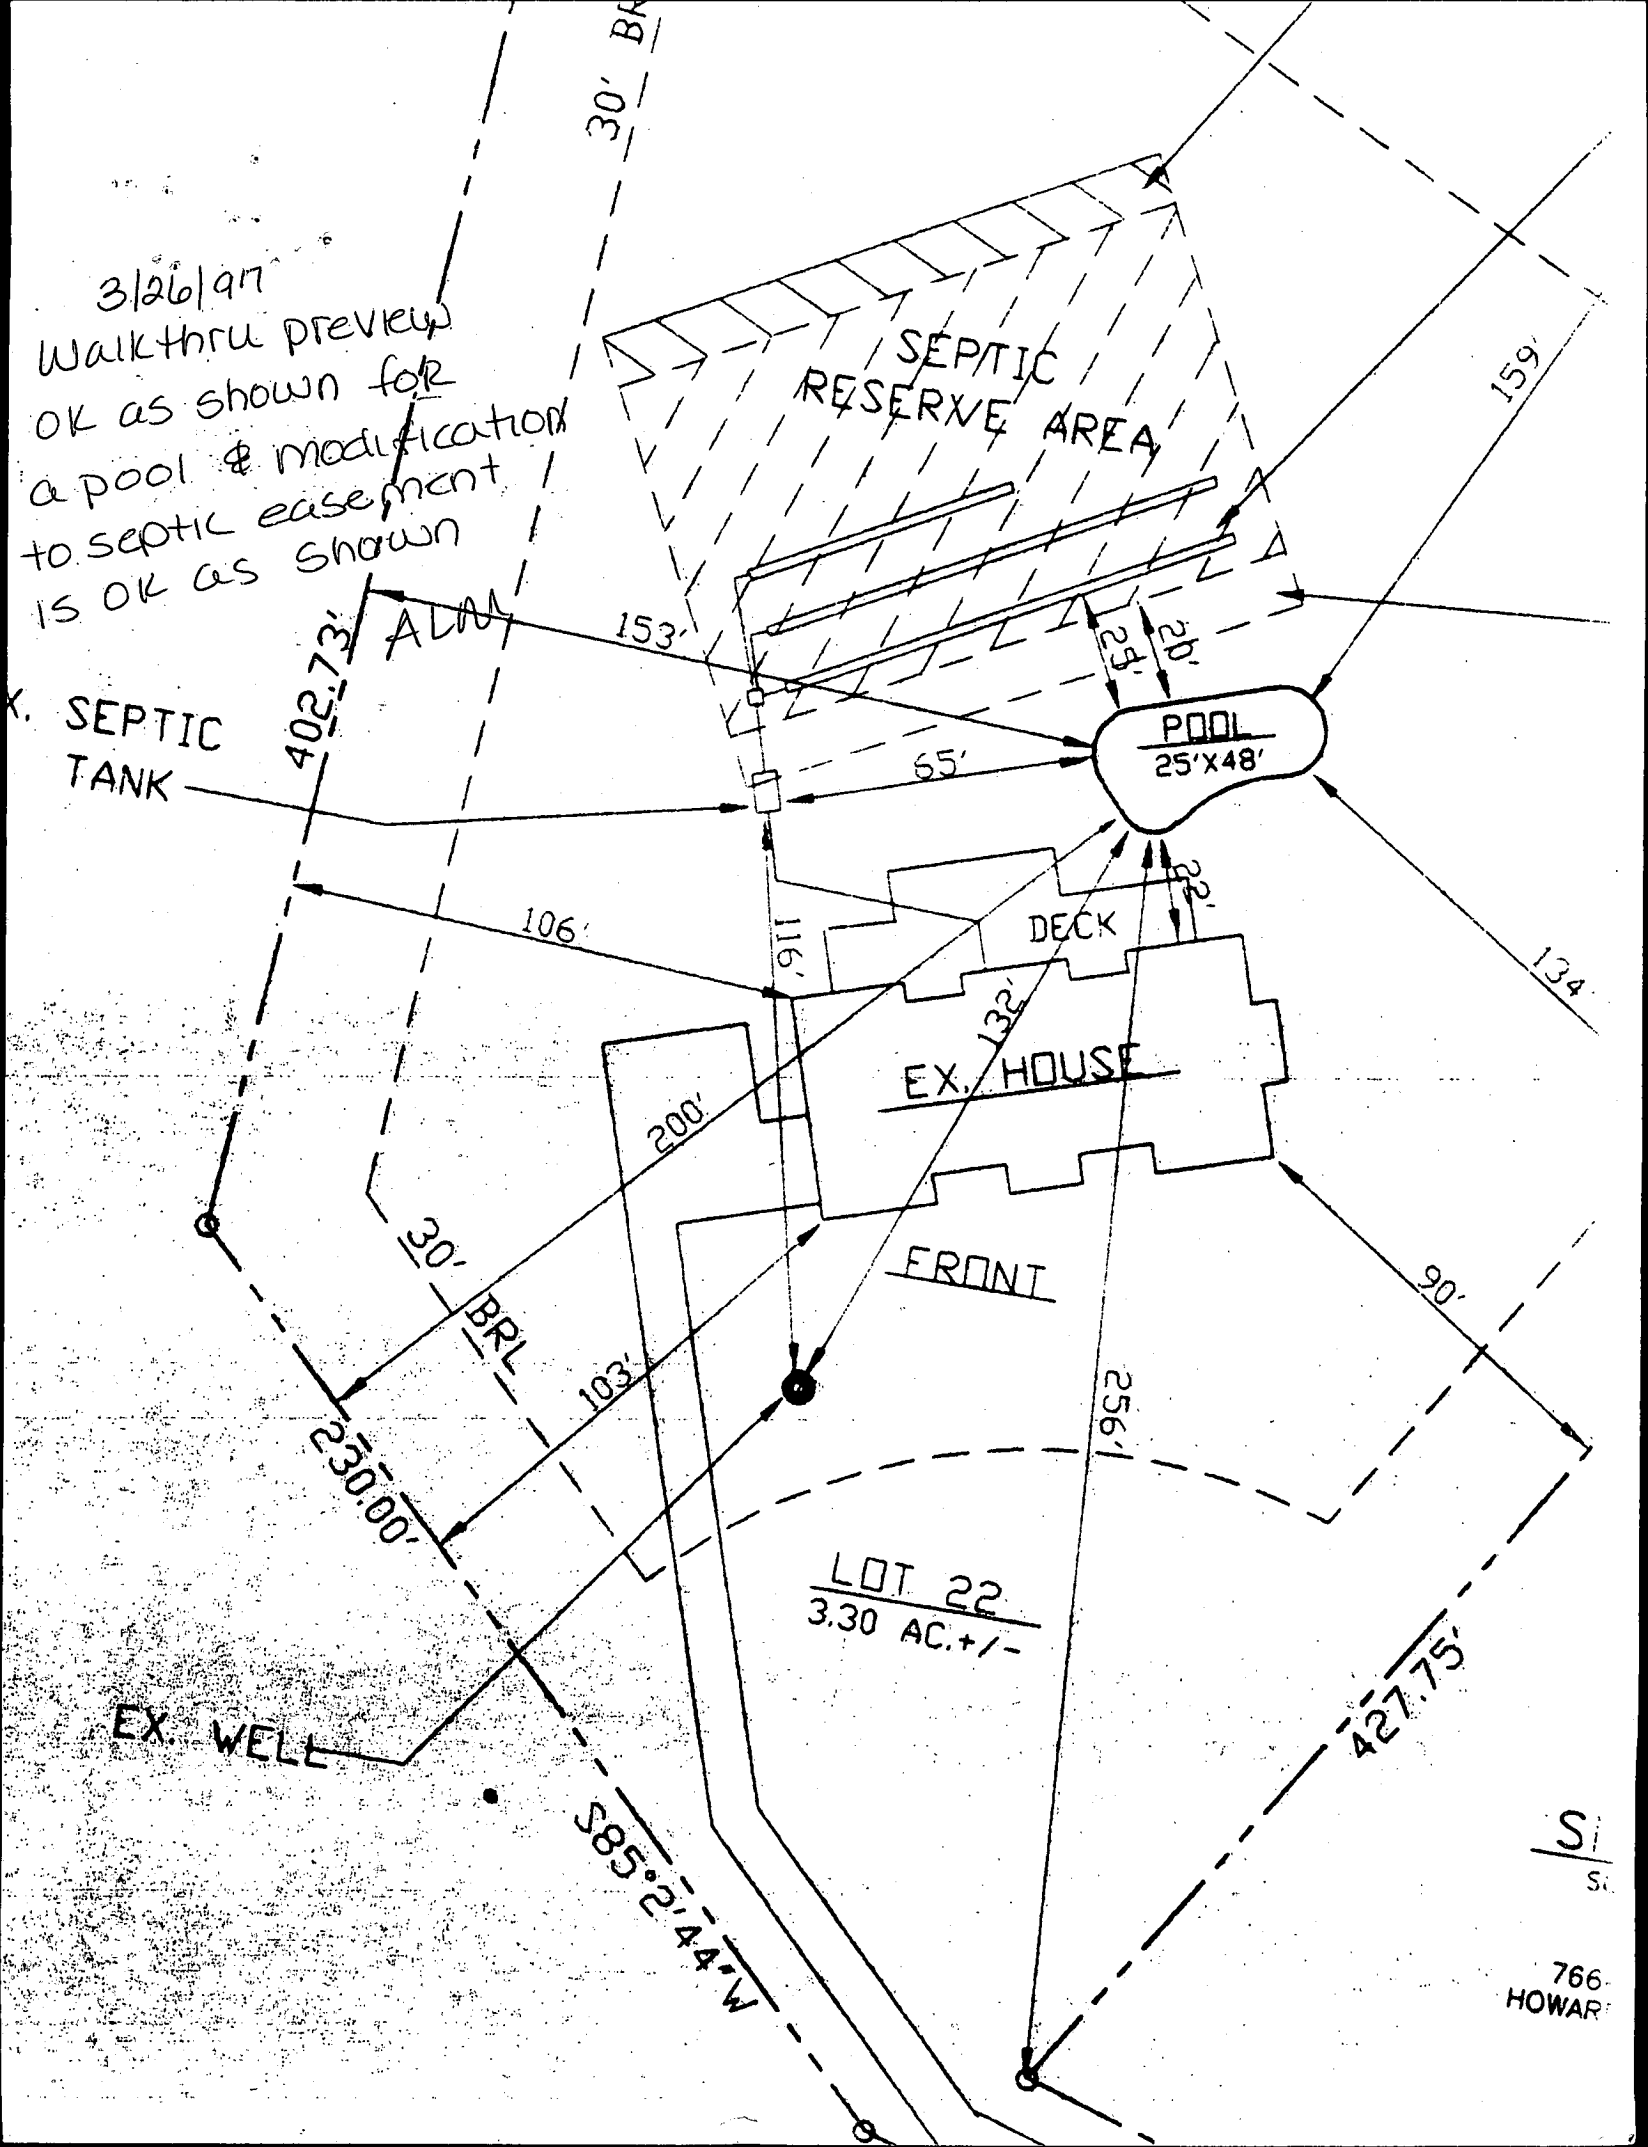 30'
3/26/97
Walkthru preview
OK as shown for
a pool & modification
to septic easement
is OK as shown
ALM
SEPTIC
RESERVE AREA
159'
153'
25'
20'
402.73'
SEPTIC
TANK
POOL
25'X48'
65'
22'
106'
116'
DECK
134'
132'
EX. HOUSE
200'
30'
BRL
FRONT
90'
103'
256'
230.00'
LOT 22
3.30 AC.+/-
427.75'
EX. WELL
S85°2'44"W
766
HOWAR